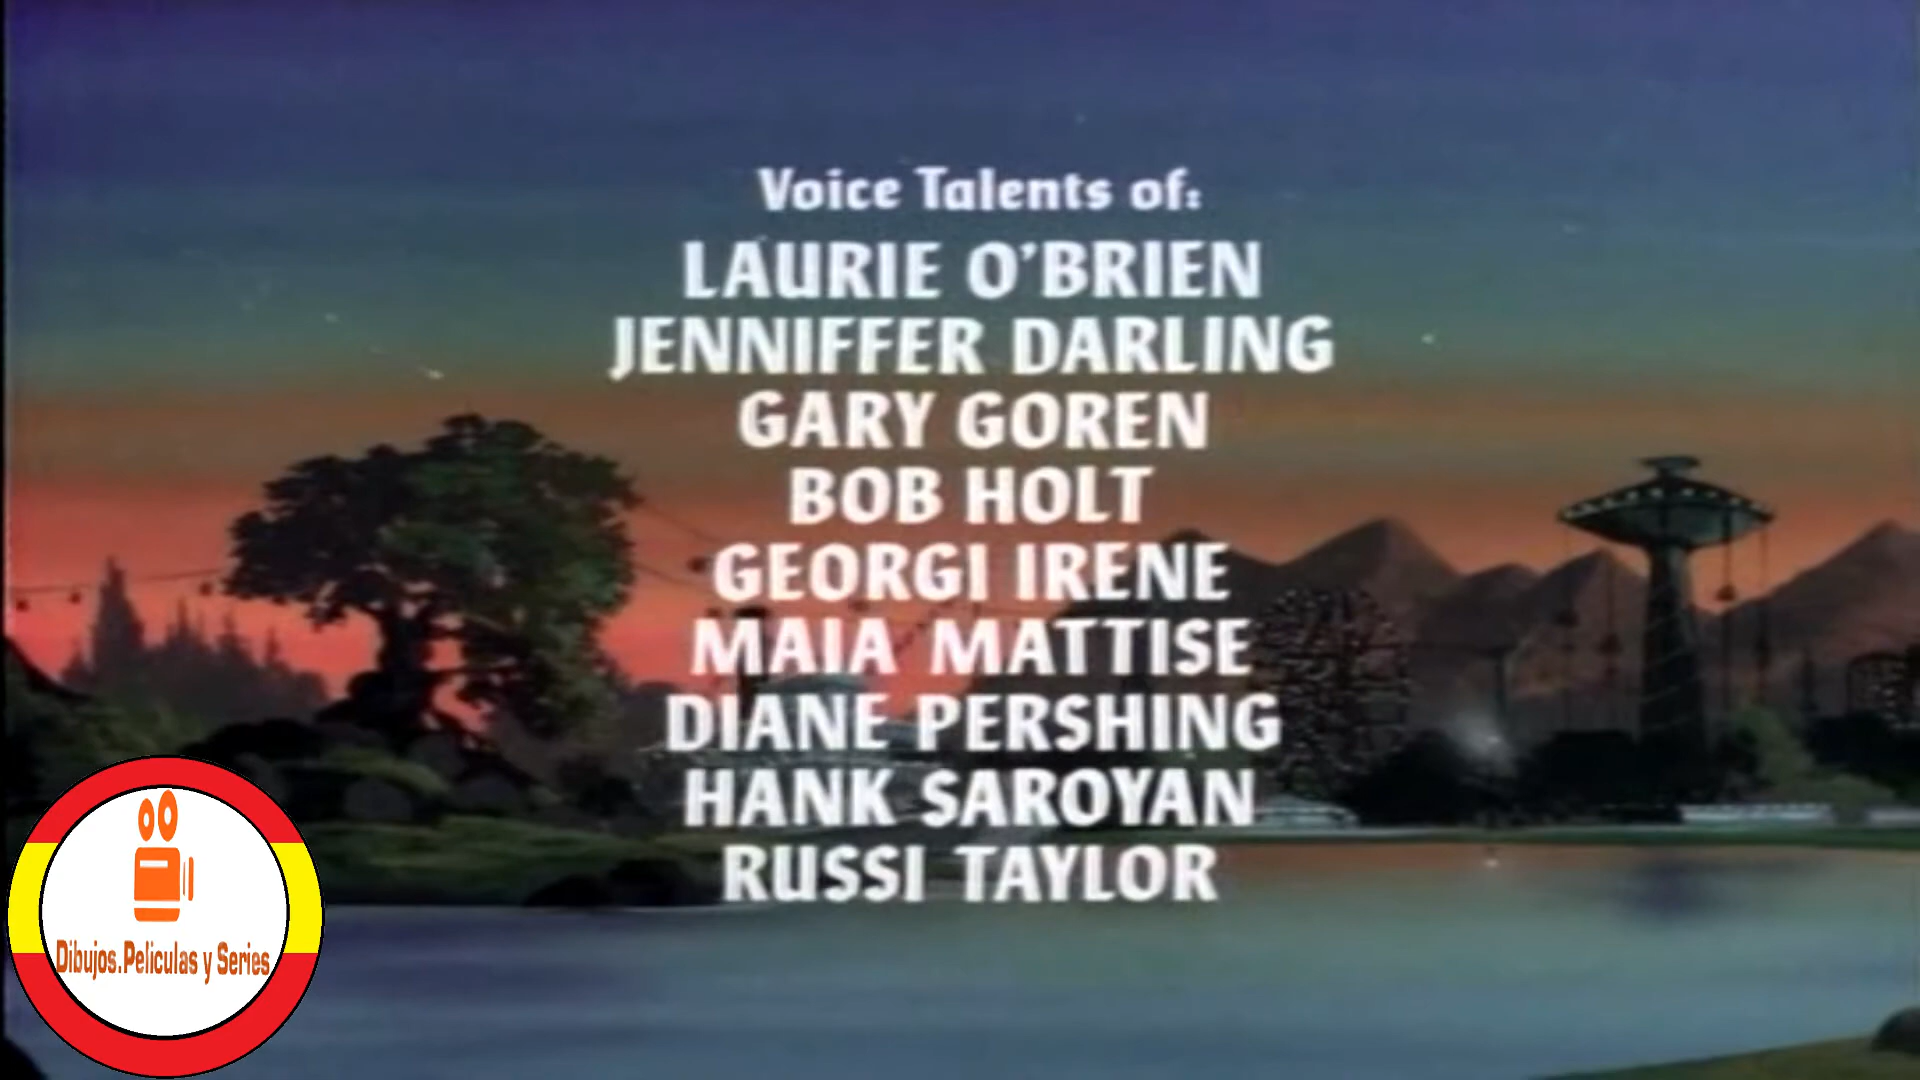 Voice Talents of:
LAURIE O'BRIEN
JENNIFFER DARLING
GARY GOREN
BOB HOLT
GEORGI IRENE
MAIA MATTISE
DIANE PERSHING
HANK SAROYAN
RUSSI TAYLOR
Dibujos.Peliculas y Series